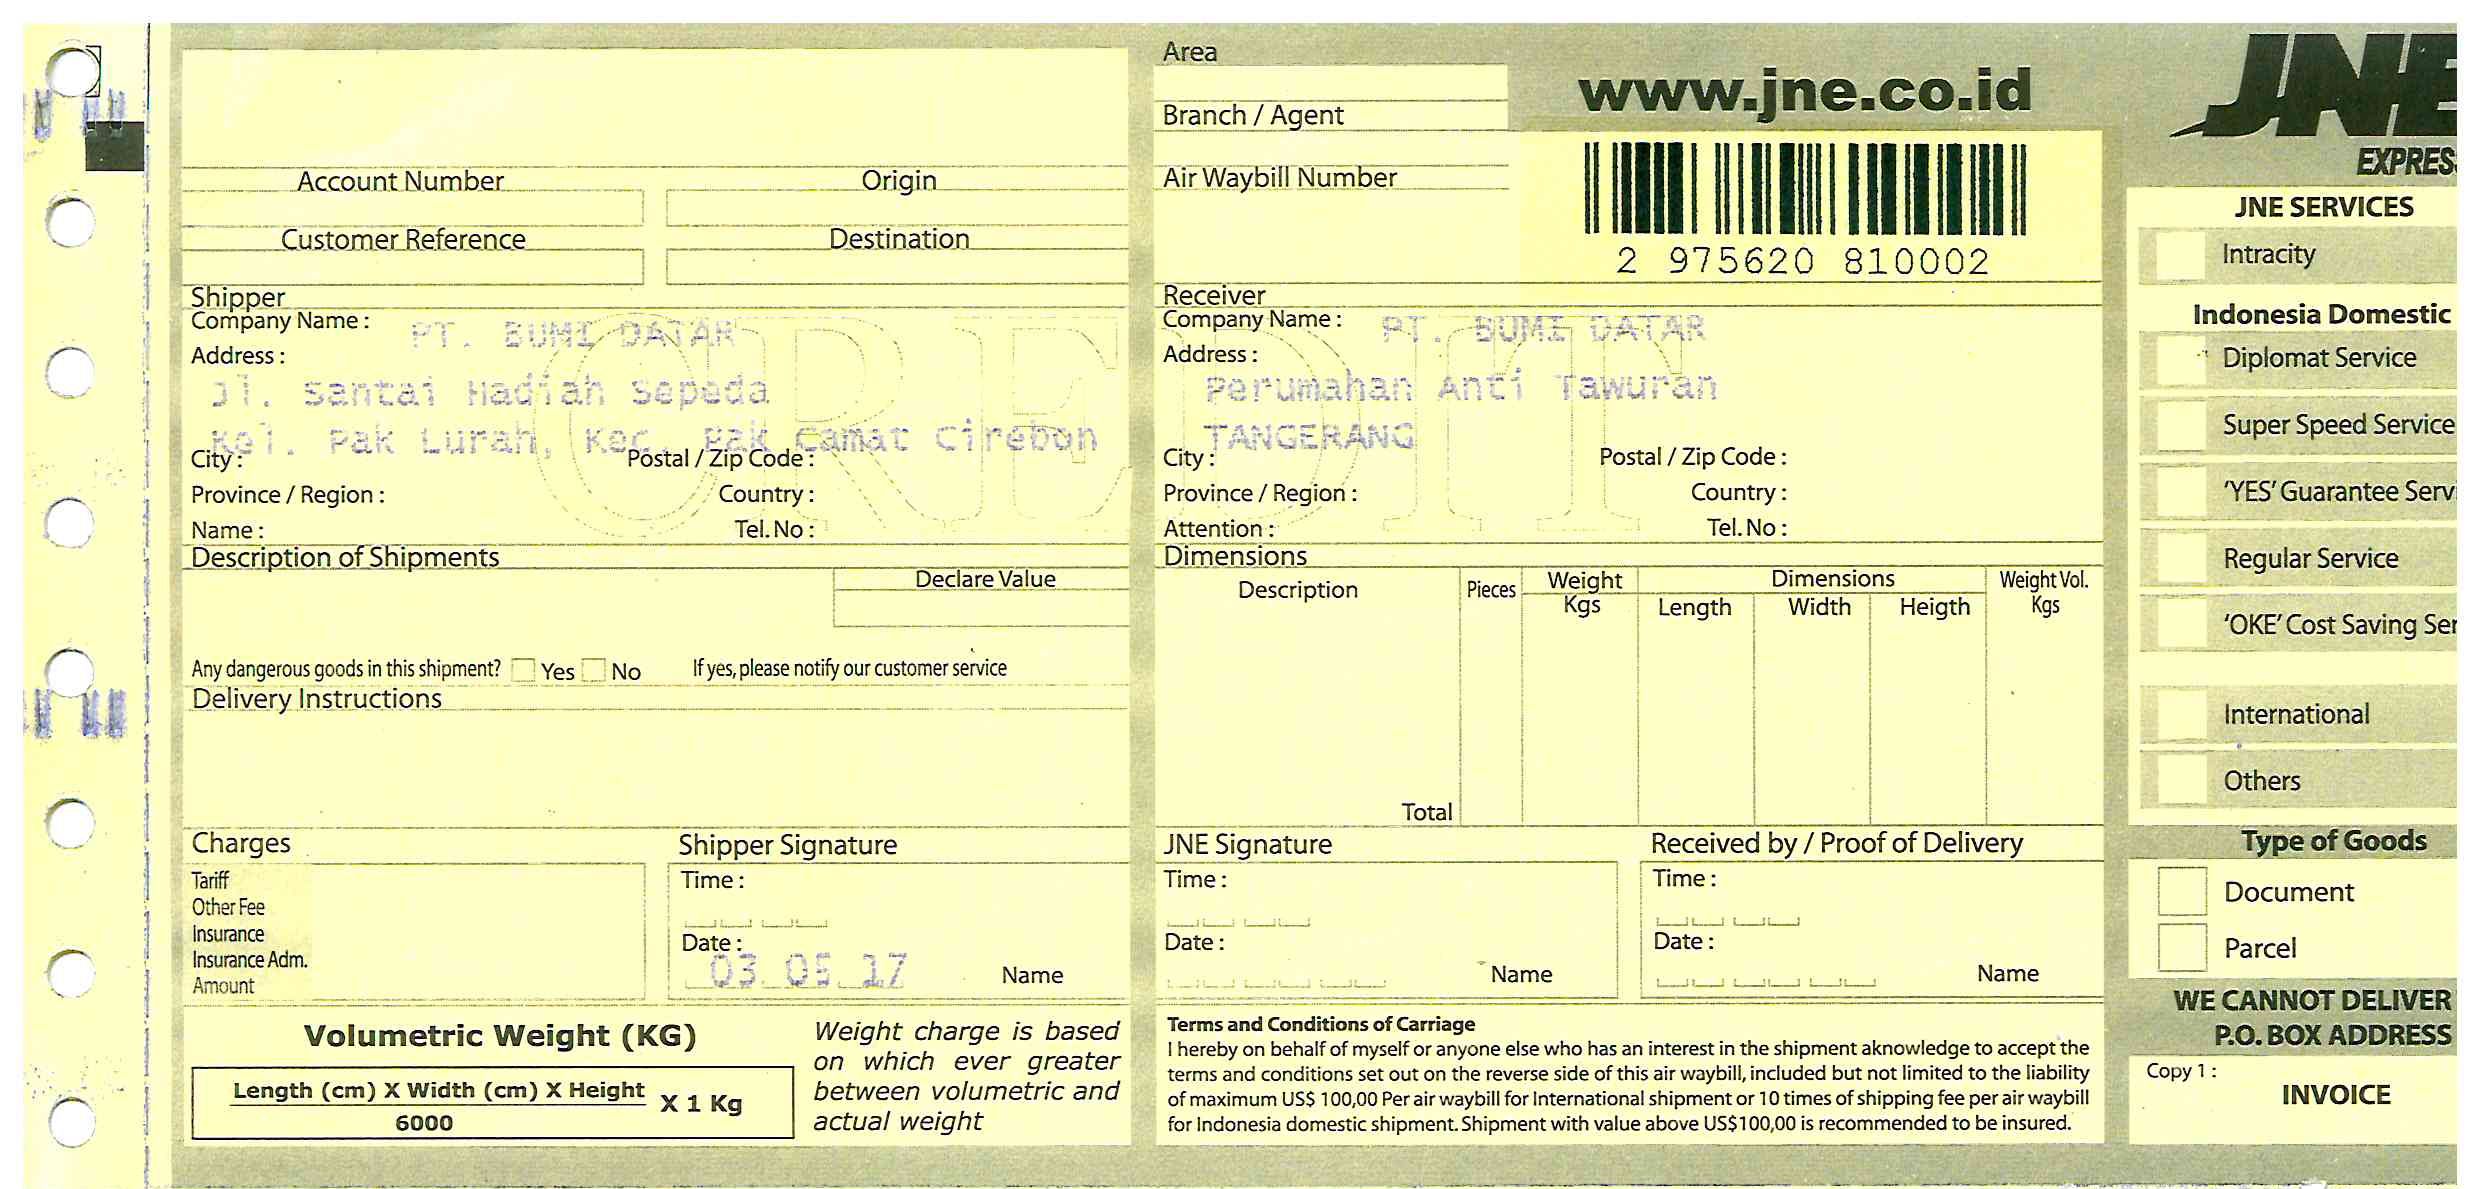 Area
www.jne.co.id
JNE
EXPRES
Branch / Agent
Account Number
Origin
Air Waybill Number
Customer Reference
Destination
2 975620 810002
Shipper
Company Name : PT. BUMI DATAR
Address :
Jl. Santai Hadiah Sepeda
Kel. Pak Lurah, Kec. Pak Camat Cirebon
City :
Postal / Zip Code :
Province / Region :
Country :
Name :
Tel. No :
Receiver
Company Name : PT. BUMI DATAR
Address :
Perumahan Anti Tawuran
TANGERANG
City :
Postal / Zip Code :
Province / Region :
Country :
Attention :
Tel. No :
CREDIT
Description of Shipments
Declare Value
Any dangerous goods in this shipment? Yes No If yes, please notify our customer service
Delivery Instructions
Dimensions
Description
Pieces
Weight
Kgs
Dimensions
Length
Width
Heigth
Weight Vol.
Kgs
Total
Charges
Tariff
Other Fee
Insurance
Insurance Adm.
Amount
Shipper Signature
Time :
Date :
03 05 17
Name
JNE Signature
Time :
Date :
Name
Received by / Proof of Delivery
Time :
Date :
Name
Volumetric Weight (KG)
Length (cm) X Width (cm) X Height
6000
X 1 Kg
Weight charge is based
on which ever greater
between volumetric and
actual weight
Terms and Conditions of Carriage
I hereby on behalf of myself or anyone else who has an interest in the shipment aknowledge to accept the
terms and conditions set out on the reverse side of this air waybill, included but not limited to the liability
of maximum US$ 100,00 Per air waybill for International shipment or 10 times of shipping fee per air waybill
for Indonesia domestic shipment. Shipment with value above US$100,00 is recommended to be insured.
JNE SERVICES
Intracity
Indonesia Domestic
Diplomat Service
Super Speed Service
'YES' Guarantee Serv
Regular Service
'OKE' Cost Saving Ser
International
Others
Type of Goods
Document
Parcel
WE CANNOT DELIVER
P.O. BOX ADDRESS
Copy 1 :
INVOICE